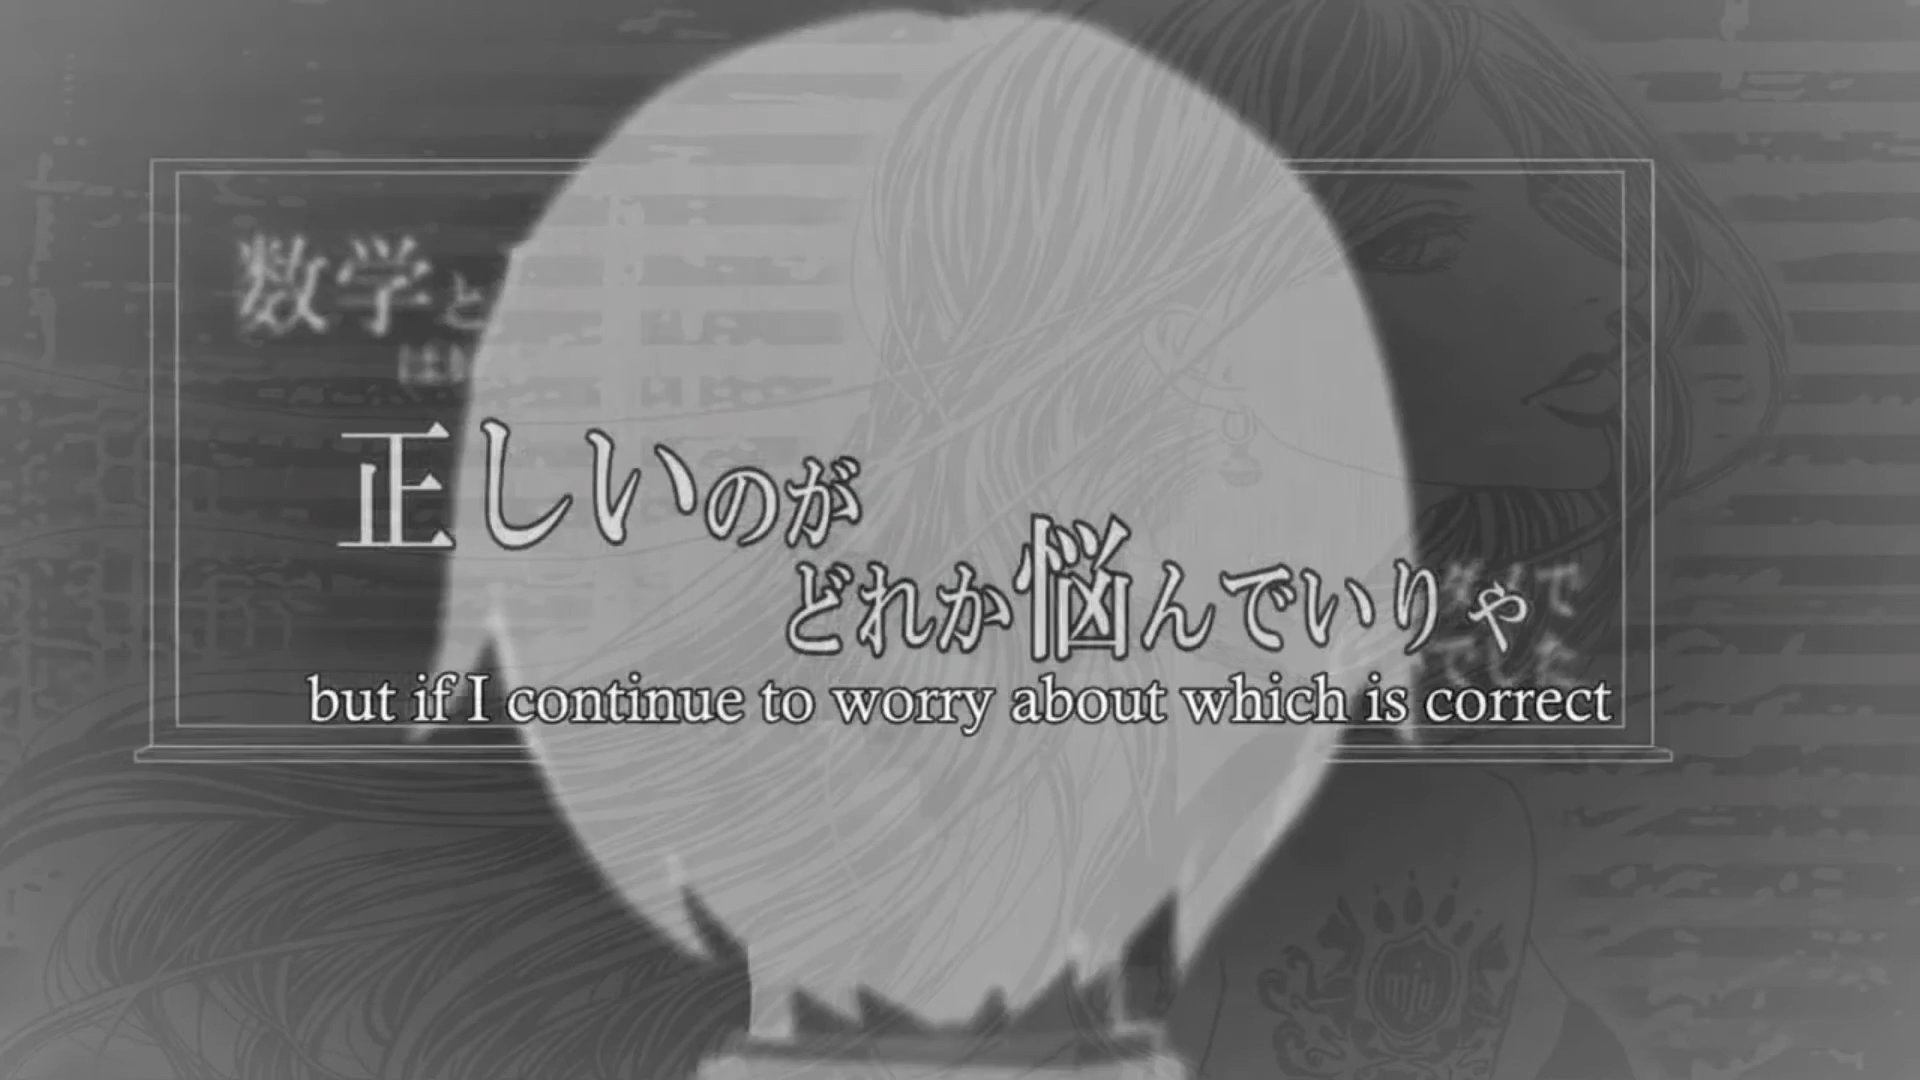 数学と
正しいのが
どれか悩んでいりゃ
but if I continue to worry about which is correct